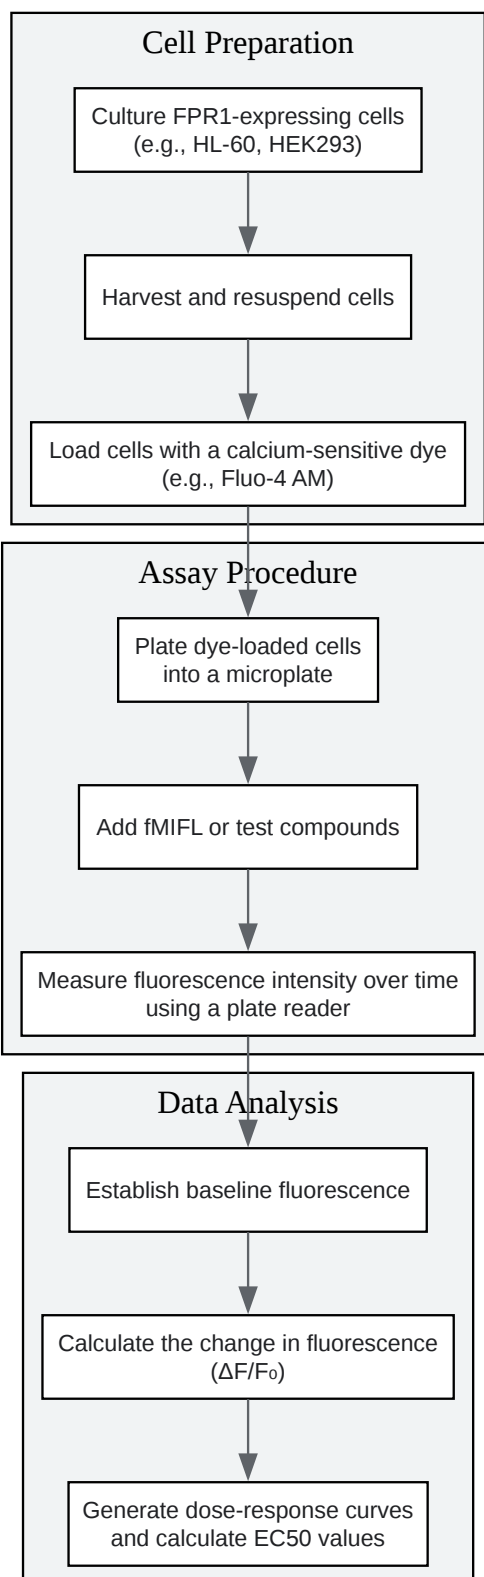 Cell Preparation
Culture FPR1-expressing cells
(e.g., HL-60, HEK293)
Harvest and resuspend cells
Load cells with a calcium-sensitive dye
(e.g., Fluo-4 AM)
Assay Procedure
Plate dye-loaded cells
into a microplate
Add fMIFL or test compounds
Measure fluorescence intensity over time
using a plate reader
Data Analysis
Establish baseline fluorescence
Calculate the change in fluorescence
(ΔF/F₀)
Generate dose-response curves
and calculate EC50 values